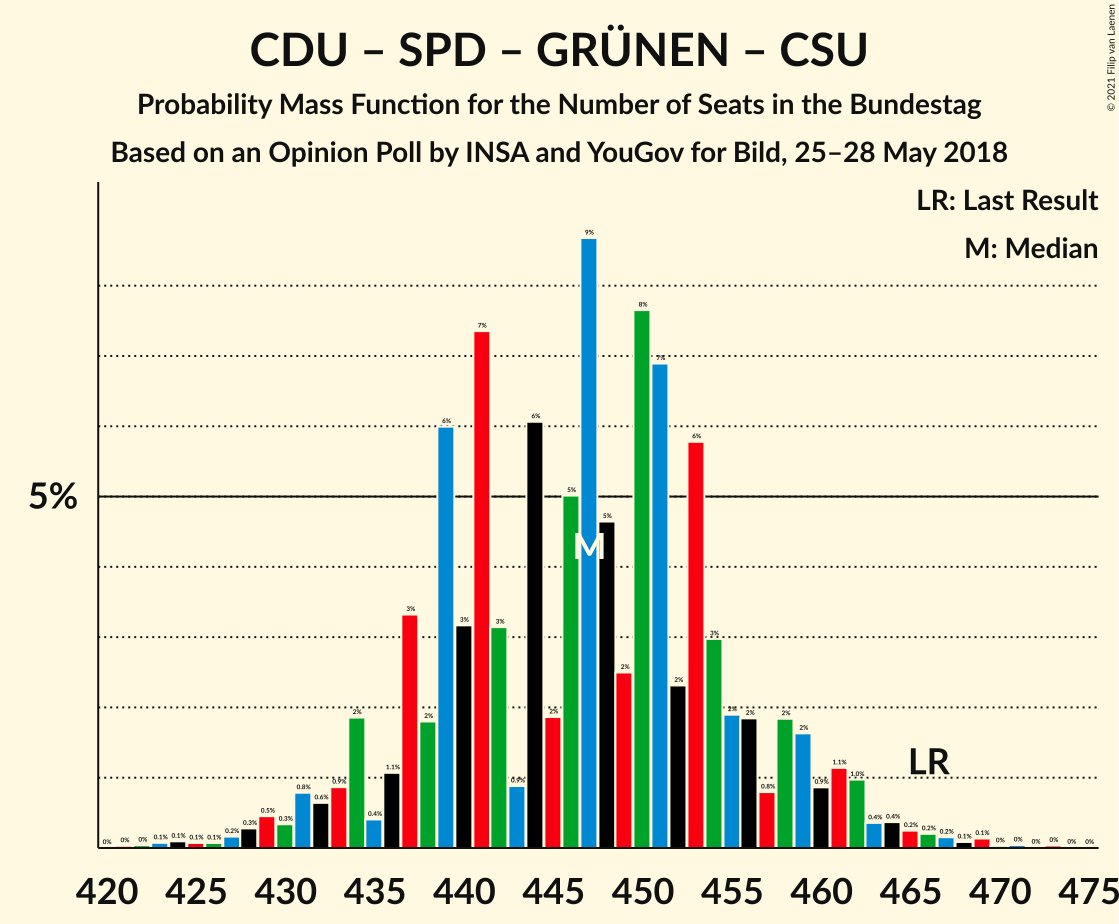 CDU – SPD – GRÜNEN – CSU
Probability Mass Function for the Number of Seats in the Bundestag
Based on an Opinion Poll by INSA and YouGov for Bild, 25–28 May 2018
© 2021 Filip van Laenen
LR: Last Result
M: Median
5%
0% 0% 0% 0.1% 0.1% 0.1% 0.1% 0.2% 0.3% 0.5% 0.3% 0.8% 0.6% 0.9% 2% 0.4% 1.1% 3% 2% 6% 3% 7% 3% 0.9% 6% 2% 5% 9% 5% 2% 8% 7% 2% 6% 3% 2% 2% 0.8% 2% 2% 0.9% 1.1% 1.0% 0.4% 0.4% 0.2% 0.2% 0.2% 0.1% 0.1% 0% 0% 0% 0% 0% 0%
M
LR
420 425 430 435 440 445 450 455 460 465 470 475